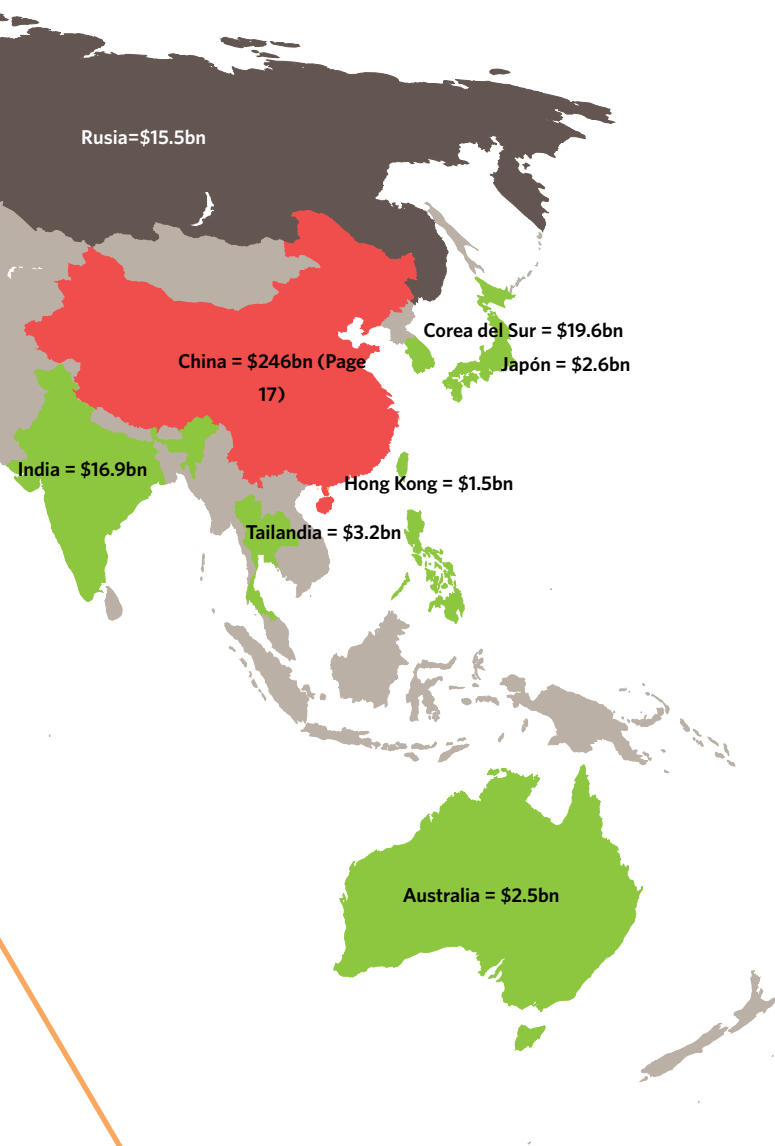 Rusia=$15.5bn
Corea del Sur = $19.6bn
China = $246bn (Page
17)
Japón = $2.6bn
India = $16.9bn
Hong Kong = $1.5bn
Tailandia = $3.2bn
Australia = $2.5bn